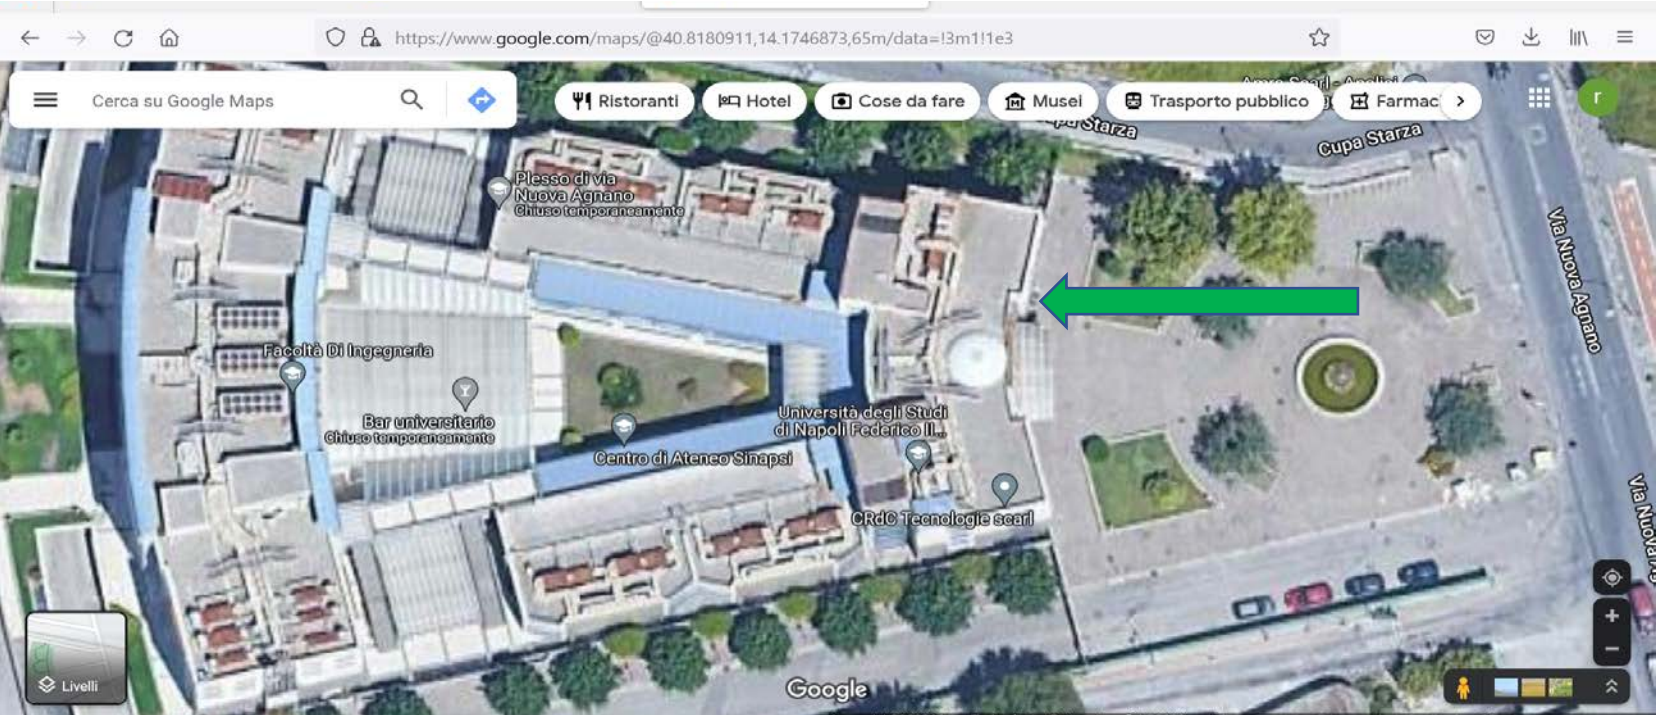 https://www.google.com/maps/@40.8180911,14.1746873,65m/data=!3m1!1e3
Cerca su Google Maps
Ristoranti
Hotel
Cose da fare
Musei
Trasporto pubblico
Farmac
r
Cupa Starza
Cupa Starza
Plesso di via
Nuova Agnano
Chiuso temporaneamente
Via Nuova Agnano
Facoltà Di Ingegneria
Bar universitario
Chiuso temporaneamente
Università degli Studi
di Napoli Federico II...
Centro di Ateneo Sinapsi
CRdC Tecnologie scarl
Via Nuova
Livelli
Google